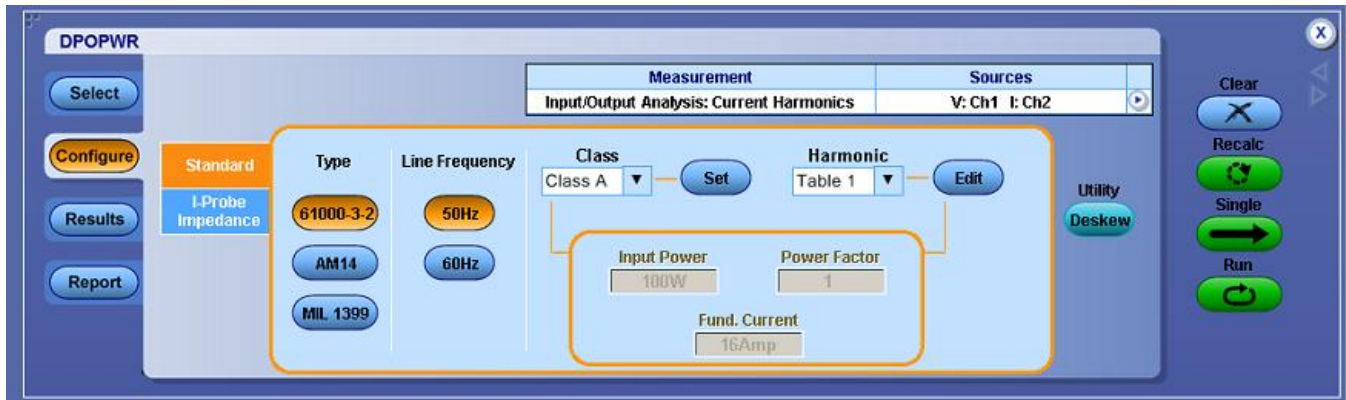 DPOPWR
X
Measurement Sources
Input/Output Analysis: Current Harmonics V: Ch1 I: Ch2
Select
Configure
Results
Report
Standard
I-Probe
Impedance
Type
61000-3-2
AM14
MIL 1399
Line Frequency
50Hz
60Hz
Class
Class A
Set
Harmonic
Table 1
Edit
Input Power
100W
Power Factor
1
Fund. Current
16Amp
Utility
Deskew
Clear
Recalc
Single
Run